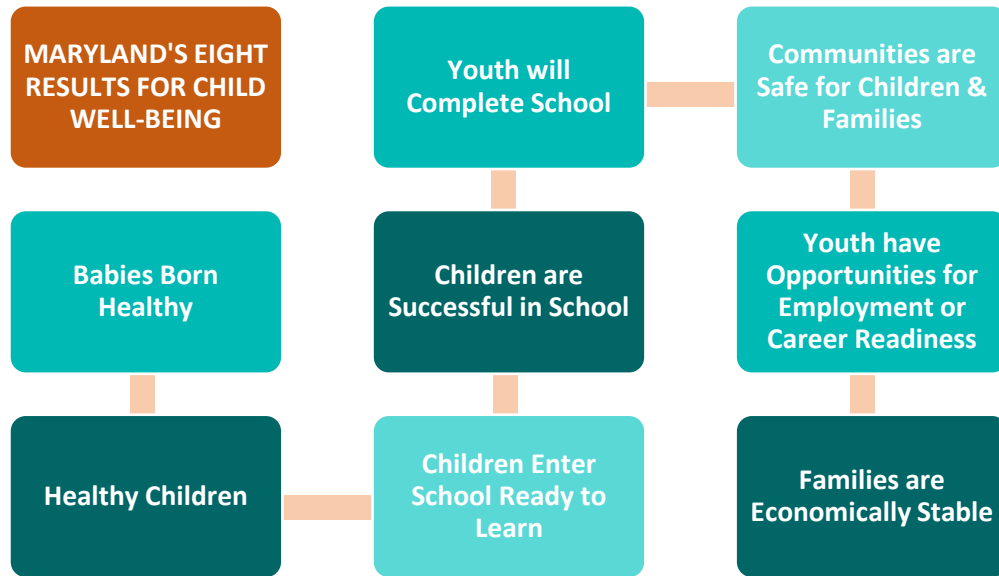 MARYLAND'S EIGHT
RESULTS FOR CHILD
WELL-BEING
Babies Born
Healthy
Healthy Children
Children Enter
School Ready to
Learn
Children are
Successful in School
Youth will
Complete School
Communities are
Safe for Children &
Families
Youth have
Opportunities for
Employment or
Career Readiness
Families are
Economically Stable